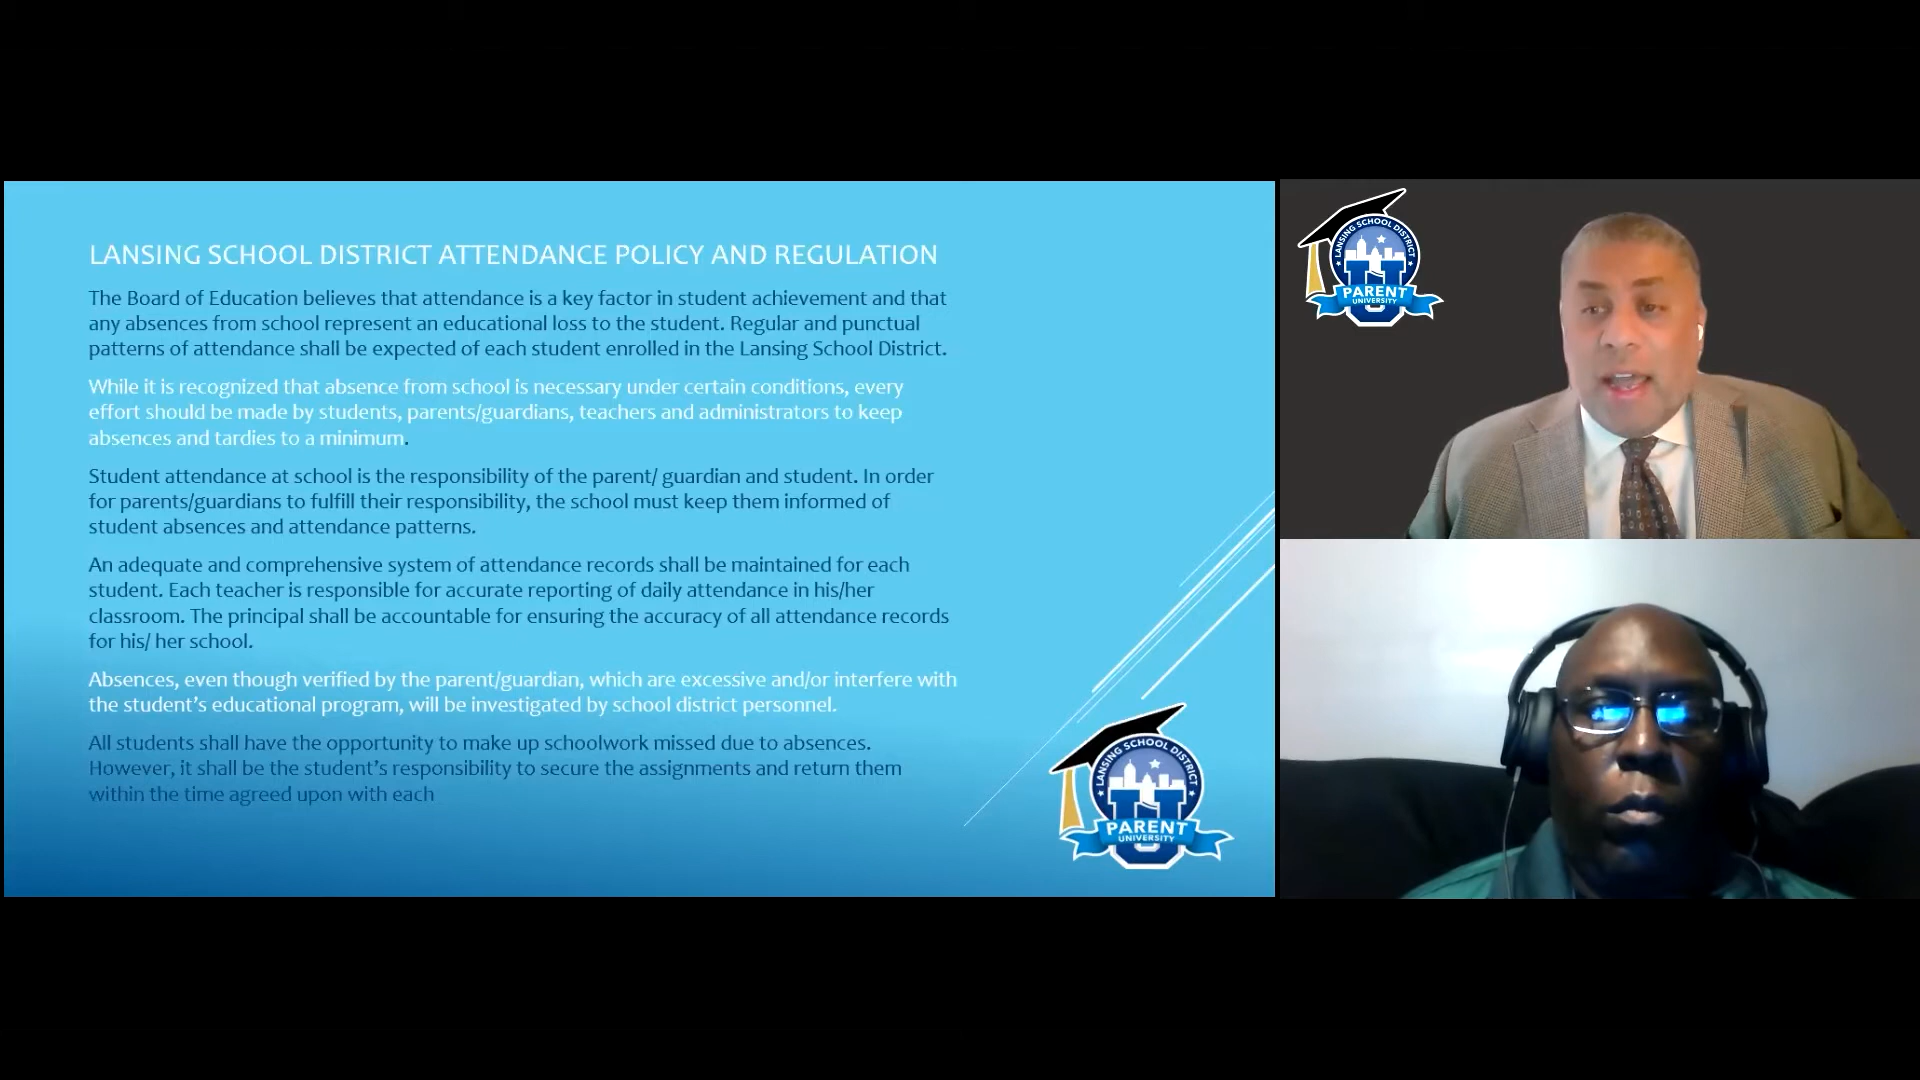 LANSING SCHOOL DISTRICT ATTENDANCE POLICY AND REGULATION
The Board of Education believes that attendance is a key factor in student achievement and that
any absences from school represent an educational loss to the student. Regular and punctual
patterns of attendance shall be expected of each student enrolled in the Lansing School District.
While it is recognized that absence from school is necessary under certain conditions, every
effort should be made by students, parents/guardians, teachers and administrators to keep
absences and tardies to a minimum.
Student attendance at school is the responsibility of the parent/ guardian and student. In order
for parents/guardians to fulfill their responsibility, the school must keep them informed of
student absences and attendance patterns.
An adequate and comprehensive system of attendance records shall be maintained for each
student. Each teacher is responsible for accurate reporting of daily attendance in his/her
classroom. The principal shall be accountable for ensuring the accuracy of all attendance records
for his/ her school.
Absences, even though verified by the parent/guardian, which are excessive and/or interfere with
the student’s educational program, will be investigated by school district personnel.
All students shall have the opportunity to make up schoolwork missed due to absences.
However, it shall be the student’s responsibility to secure the assignments and return them
within the time agreed upon with each
LANSING SCHOOL DISTRICT
U
PARENT
UNIVERSITY
LANSING SCHOOL DISTRICT
U
PARENT
UNIVERSITY